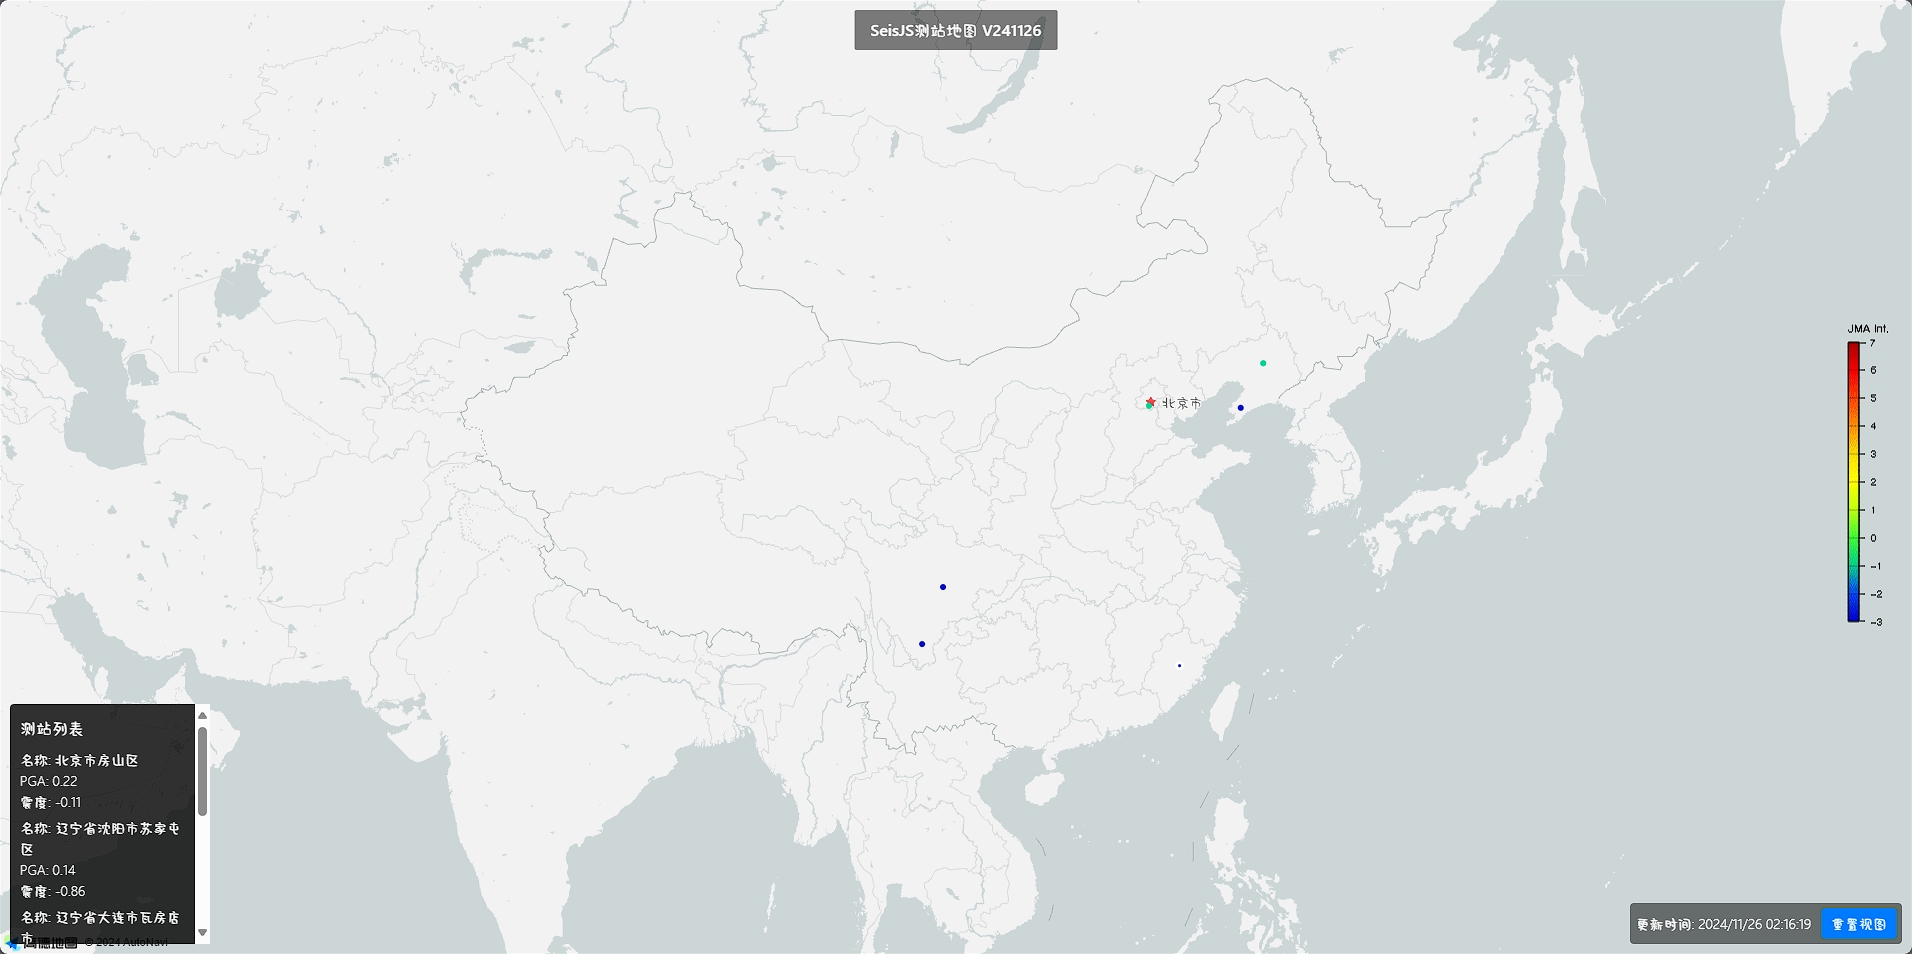 SeisJS测站地图 V241126
JMA Int.
7
6
5
4
3
2
1
0
-1
-2
-3
北京市
测站列表
名称: 北京市房山区
PGA: 0.22
震度: -0.11
名称: 辽宁省沈阳市苏家屯
区
PGA: 0.14
震度: -0.86
名称: 辽宁省大连市瓦房店
市
高德地图 © 2024 AutoNavi
更新时间: 2024/11/26 02:16:19
重置视图